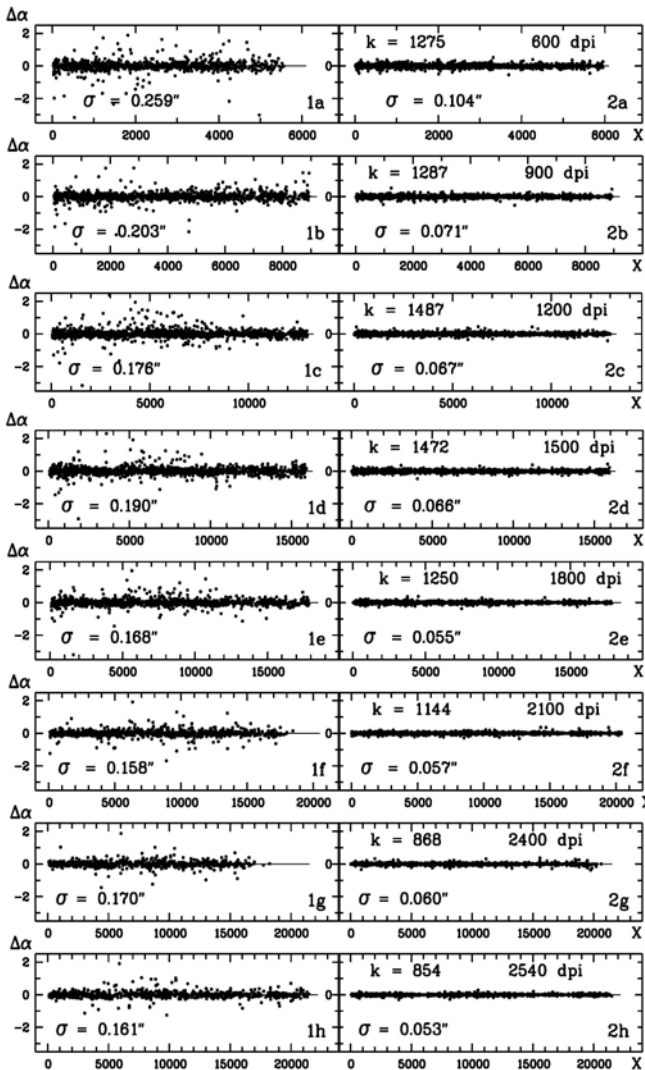 Δα
2
0
−2
σ = 0.259″
1a
0 2000 4000 6000
k = 1275 600 dpi
0
σ = 0.104″
2a
0 2000 4000 6000 X
Δα
2
0
−2
σ = 0.203″
1b
0 2000 4000 6000 8000
k = 1287 900 dpi
0
σ = 0.071″
2b
0 2000 4000 6000 8000 X
Δα
2
0
−2
σ = 0.176″
1c
0 5000 10000
k = 1487 1200 dpi
0
σ = 0.067″
2c
0 5000 10000 X
Δα
2
0
−2
σ = 0.190″
1d
0 5000 10000 15000
k = 1472 1500 dpi
0
σ = 0.066″
2d
0 5000 10000 15000 X
Δα
2
0
−2
σ = 0.168″
1e
0 5000 10000 15000
k = 1250 1800 dpi
0
σ = 0.055″
2e
0 5000 10000 15000 X
Δα
2
0
−2
σ = 0.158″
1f
0 5000 10000 15000 20000
k = 1144 2100 dpi
0
σ = 0.057″
2f
0 5000 10000 15000 20000 X
Δα
2
0
−2
σ = 0.170″
1g
0 5000 10000 15000 20000
k = 868 2400 dpi
0
σ = 0.060″
2g
0 5000 10000 15000 20000 X
Δα
2
0
−2
σ = 0.161″
1h
0 5000 10000 15000 20000
k = 854 2540 dpi
0
σ = 0.053″
2h
0 5000 10000 15000 20000 X